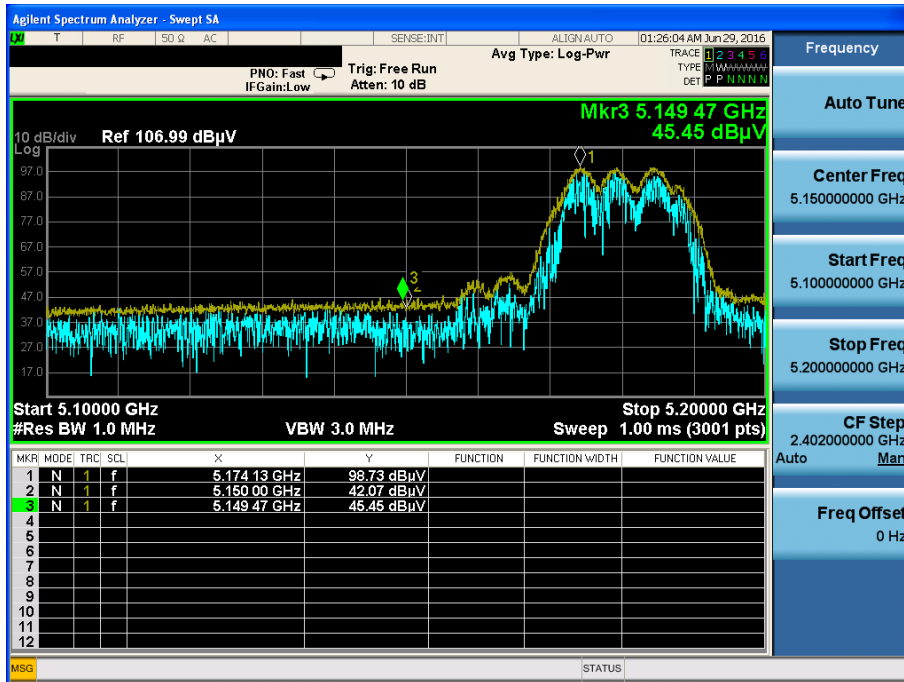 Agilent Spectrum Analyzer - Swept SA
LXI T RF 50 Ω AC SENSE:INT ALIGN AUTO 01:26:04 AM Jun 29, 2016
Avg Type: Log-Pwr
TRACE 1 2 3 4 5 6
PNO: Fast Trig: Free Run TYPE M W W W W W
IFGain:Low Atten: 10 dB DET P P N N N N
Mkr3 5.149 47 GHz
45.45 dBµV
10 dB/div Ref 106.99 dBµV
Log
97.0
87.0
77.0
67.0
57.0
47.0
37.0
27.0
17.0
1
3
2
Start 5.10000 GHz Stop 5.20000 GHz
#Res BW 1.0 MHz VBW 3.0 MHz Sweep 1.00 ms (3001 pts)
MKR MODE TRC SCL X Y FUNCTION FUNCTION WIDTH FUNCTION VALUE
1 N 1 f 5.174 13 GHz 98.73 dBµV
2 N 1 f 5.150 00 GHz 42.07 dBµV
3 N 1 f 5.149 47 GHz 45.45 dBµV
4
5
6
7
8
9
10
11
12
MSG STATUS
Frequency
Auto Tune
Center Freq
5.150000000 GHz
Start Freq
5.100000000 GHz
Stop Freq
5.200000000 GHz
CF Step
2.402000000 GHz
Auto Man
Freq Offset
0 Hz